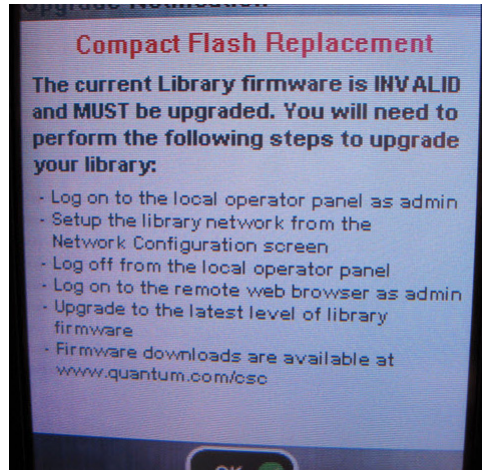 Upgrade Notification
Compact Flash Replacement
The current Library firmware is INVALID
and MUST be upgraded. You will need to
perform the following steps to upgrade
your library:
- Log on to the local operator panel as admin
- Setup the library network from the
Network Configuration screen
- Log off from the local operator panel
- Log on to the remote web browser as admin
- Upgrade to the latest level of library
firmware
- Firmware downloads are available at
www.quantum.com/csc
OK